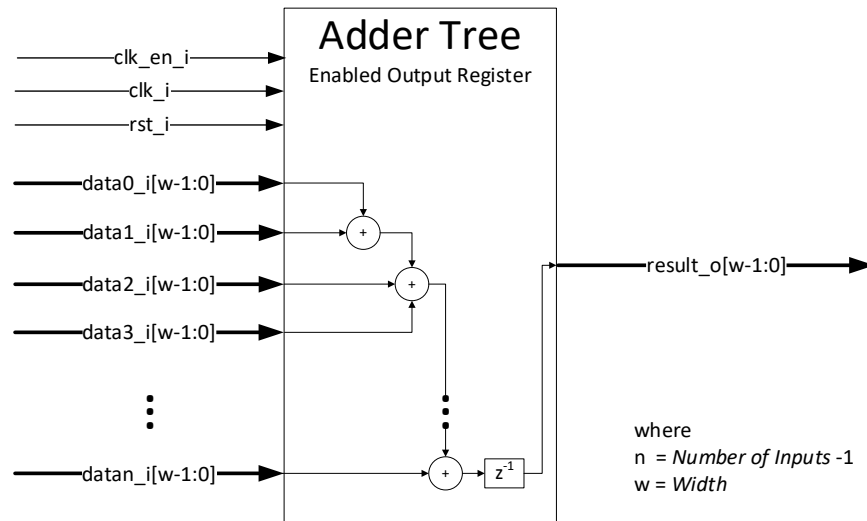 Adder Tree
Enabled Output Register
clk_en_i
clk_i
rst_i
data0_i[w-1:0]
data1_i[w-1:0]
+
data2_i[w-1:0]
+
result_o[w-1:0]
data3_i[w-1:0]
datan_i[w-1:0]
+
z-1
where
n = Number of Inputs -1
w = Width